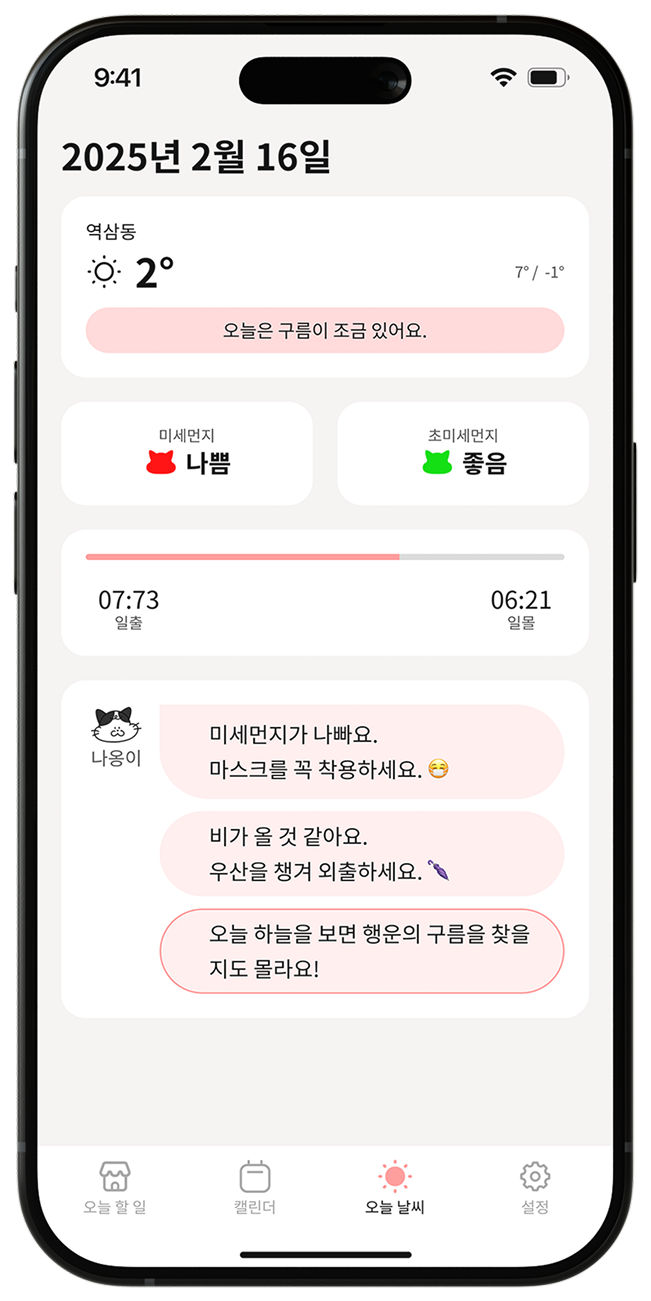 9:41
2025년 2월 16일
역삼동
2°
7° / -1°
오늘은 구름이 조금 있어요.
미세먼지
나쁨
초미세먼지
좋음
07:73
일출
06:21
일몰
나옹이
미세먼지가 나빠요.
마스크를 꼭 착용하세요. 😷
비가 올 것 같아요.
우산을 챙겨 외출하세요. 🌂
오늘 하늘을 보면 행운의 구름을 찾을
지도 몰라요!
오늘 할 일
캘린더
오늘 날씨
설정